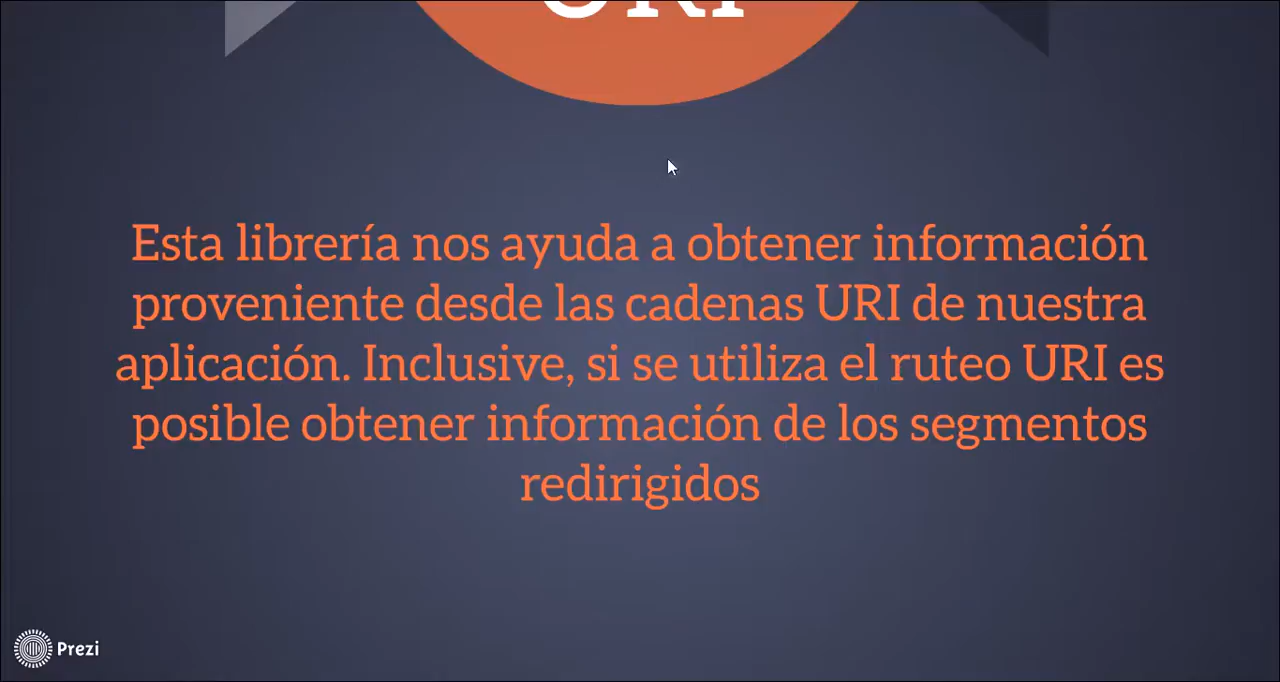 URI
Esta librería nos ayuda a obtener información
proveniente desde las cadenas URI de nuestra
aplicación. Inclusive, si se utiliza el ruteo URI es
posible obtener información de los segmentos
redirigidos
Prezi